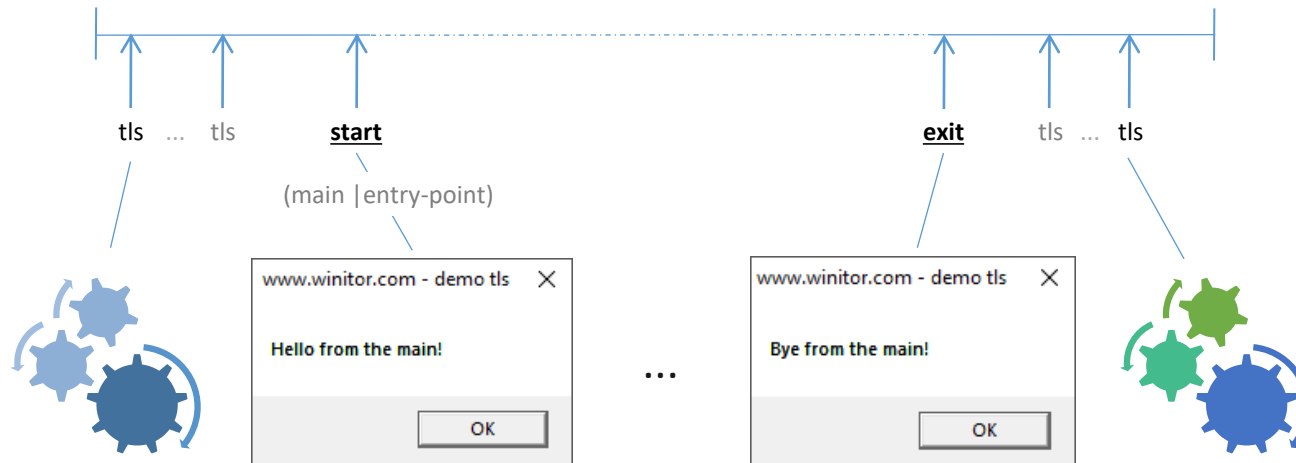 tls ... tls start exit tls ... tls
(main |entry-point)
www.winitor.com - demo tls
Hello from the main!
OK
...
www.winitor.com - demo tls
Bye from the main!
OK